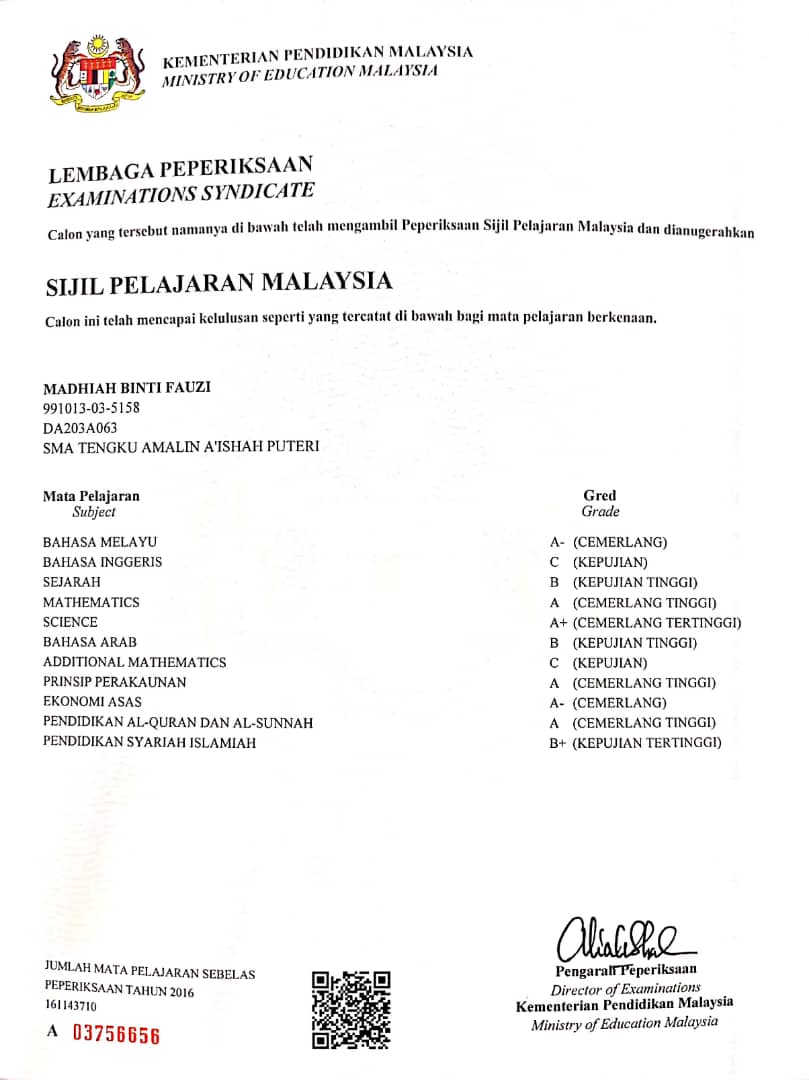 KEMENTERIAN PENDIDIKAN MALAYSIA
MINISTRY OF EDUCATION MALAYSIA
LEMBAGA PEPERIKSAAN
EXAMINATIONS SYNDICATE
Calon yang tersebut namanya di bawah telah mengambil Peperiksaan Sijil Pelajaran Malaysia dan dianugerahkan
SIJIL PELAJARAN MALAYSIA
Calon ini telah mencapai kelulusan seperti yang tercatat di bawah bagi mata pelajaran berkenaan.
MADHIAH BINTI FAUZI
991013-03-5158
DA203A063
SMA TENGKU AMALIN A'ISHAH PUTERI
Mata Pelajaran Gred
Subject Grade
BAHASA MELAYU A- (CEMERLANG)
BAHASA INGGERIS C (KEPUJIAN)
SEJARAH B (KEPUJIAN TINGGI)
MATHEMATICS A (CEMERLANG TINGGI)
SCIENCE A+ (CEMERLANG TERTINGGI)
BAHASA ARAB B (KEPUJIAN TINGGI)
ADDITIONAL MATHEMATICS C (KEPUJIAN)
PRINSIP PERAKAUNAN A (CEMERLANG TINGGI)
EKONOMI ASAS A- (CEMERLANG)
PENDIDIKAN AL-QURAN DAN AL-SUNNAH A (CEMERLANG TINGGI)
PENDIDIKAN SYARIAH ISLAMIAH B+ (KEPUJIAN TERTINGGI)
JUMLAH MATA PELAJARAN SEBELAS
PEPERIKSAAN TAHUN 2016
161143710
A 03756656
Pengarah Peperiksaan
Director of Examinations
Kementerian Pendidikan Malaysia
Ministry of Education Malaysia